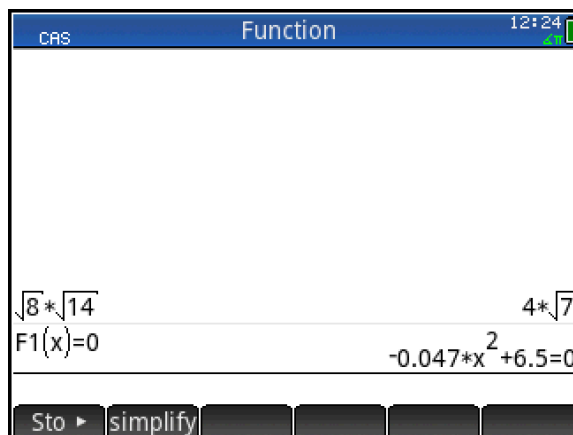 CAS Function 12:24
∡π
√8*√14 4*√7
F1(x)=0 -0.047*x²+6.5=0
Sto ▸ simplify